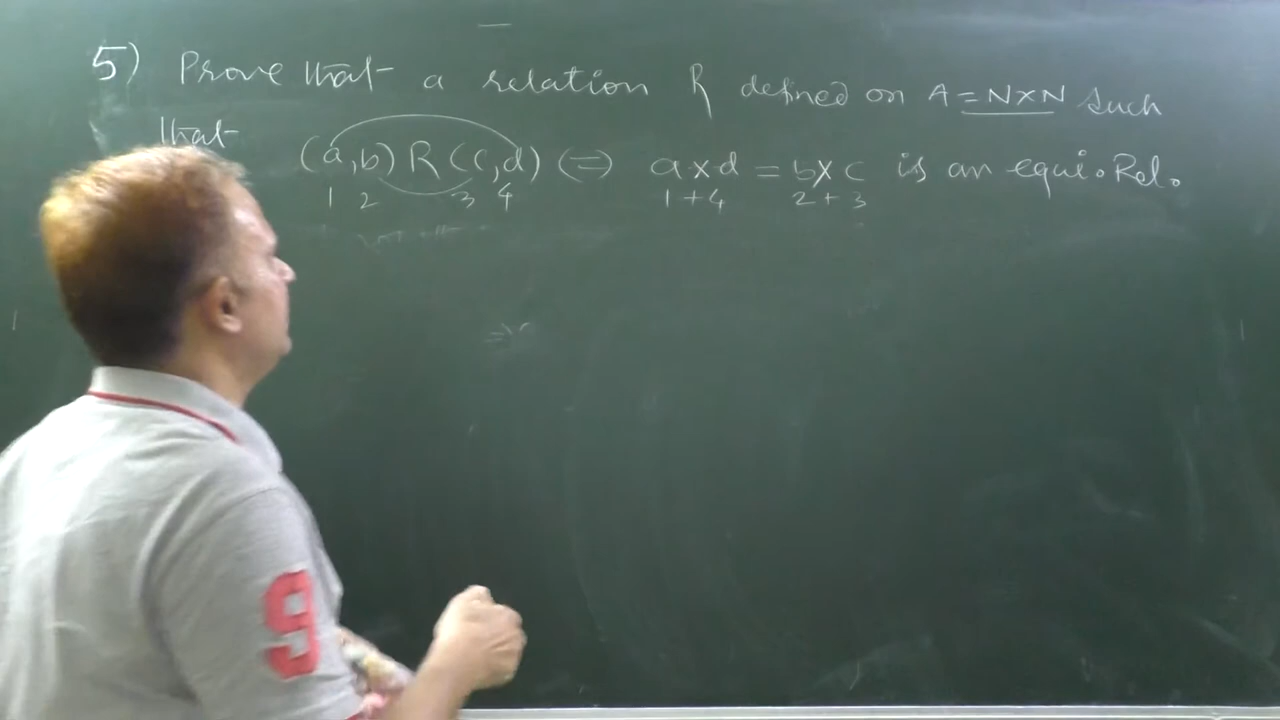 5) Prove that a relation R defined on A = N×N such
that (a,b) R (c,d) ⇔ a×d = b×c is an equi. Rel.
1 2 3 4 1+4 2+3
9